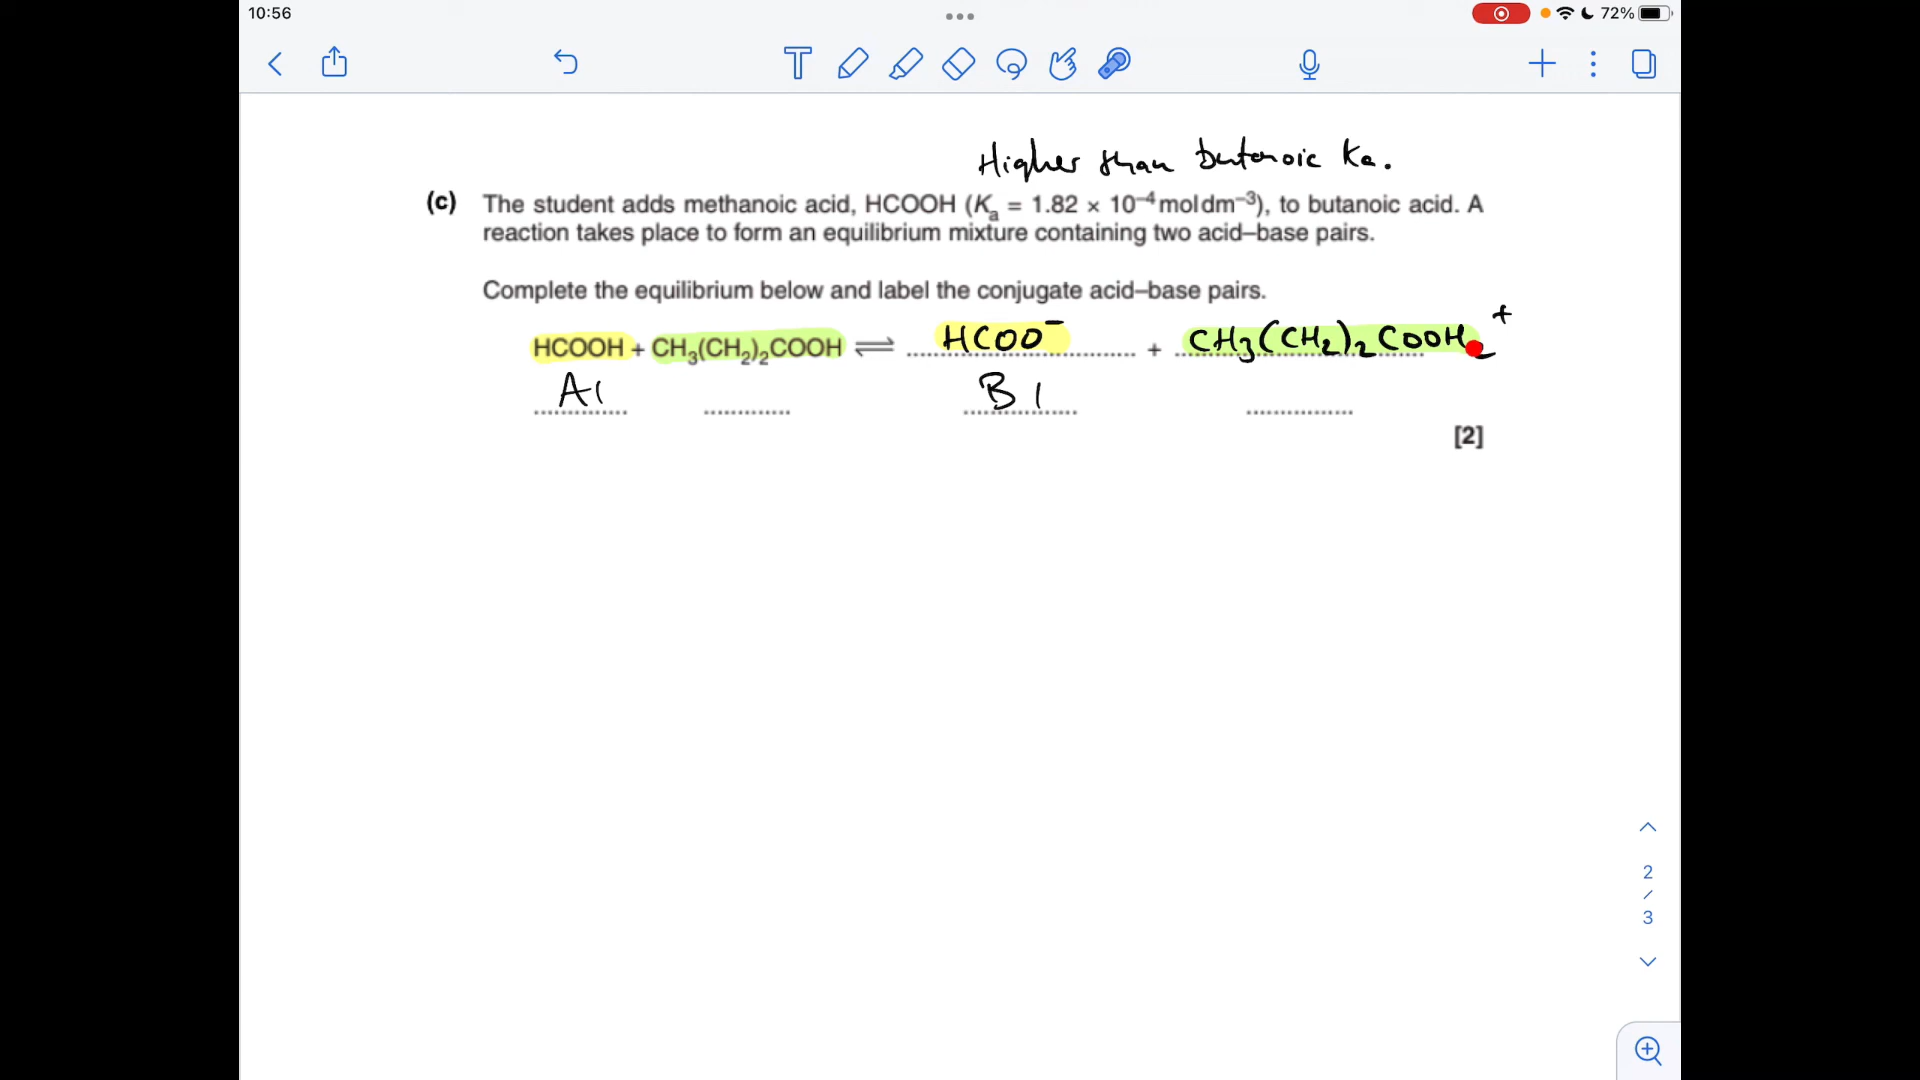 10:56
72%
Higher than butanoic Ka.
(c) The student adds methanoic acid, HCOOH (Kₐ = 1.82 × 10⁻⁴ mol dm⁻³), to butanoic acid. A
reaction takes place to form an equilibrium mixture containing two acid–base pairs.
Complete the equilibrium below and label the conjugate acid–base pairs.
HCOOH + CH₃(CH₂)₂COOH ⇌ HCOO⁻ + CH₃(CH₂)₂COOH₂⁺
A1 ............. B1 ................
[2]
2
/
3